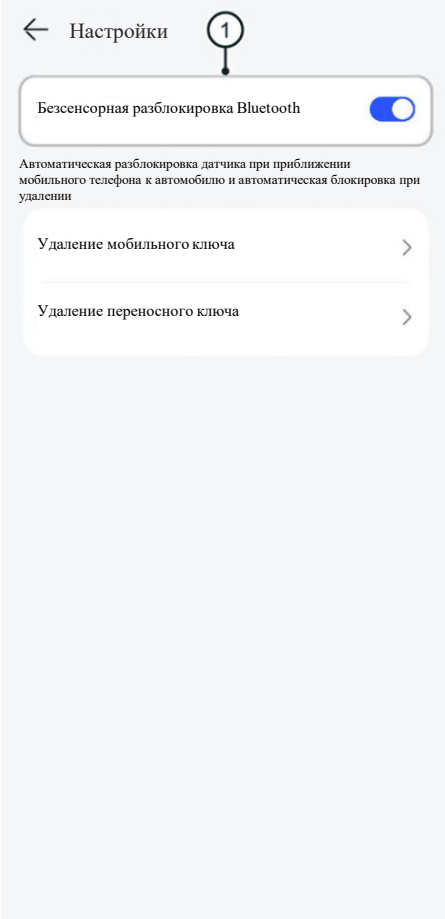 Настройки
1
Безсенсорная разблокировка Bluetooth
Автоматическая разблокировка датчика при приближении
мобильного телефона к автомобилю и автоматическая блокировка при
удалении
Удаление мобильного ключа
Удаление переносного ключа